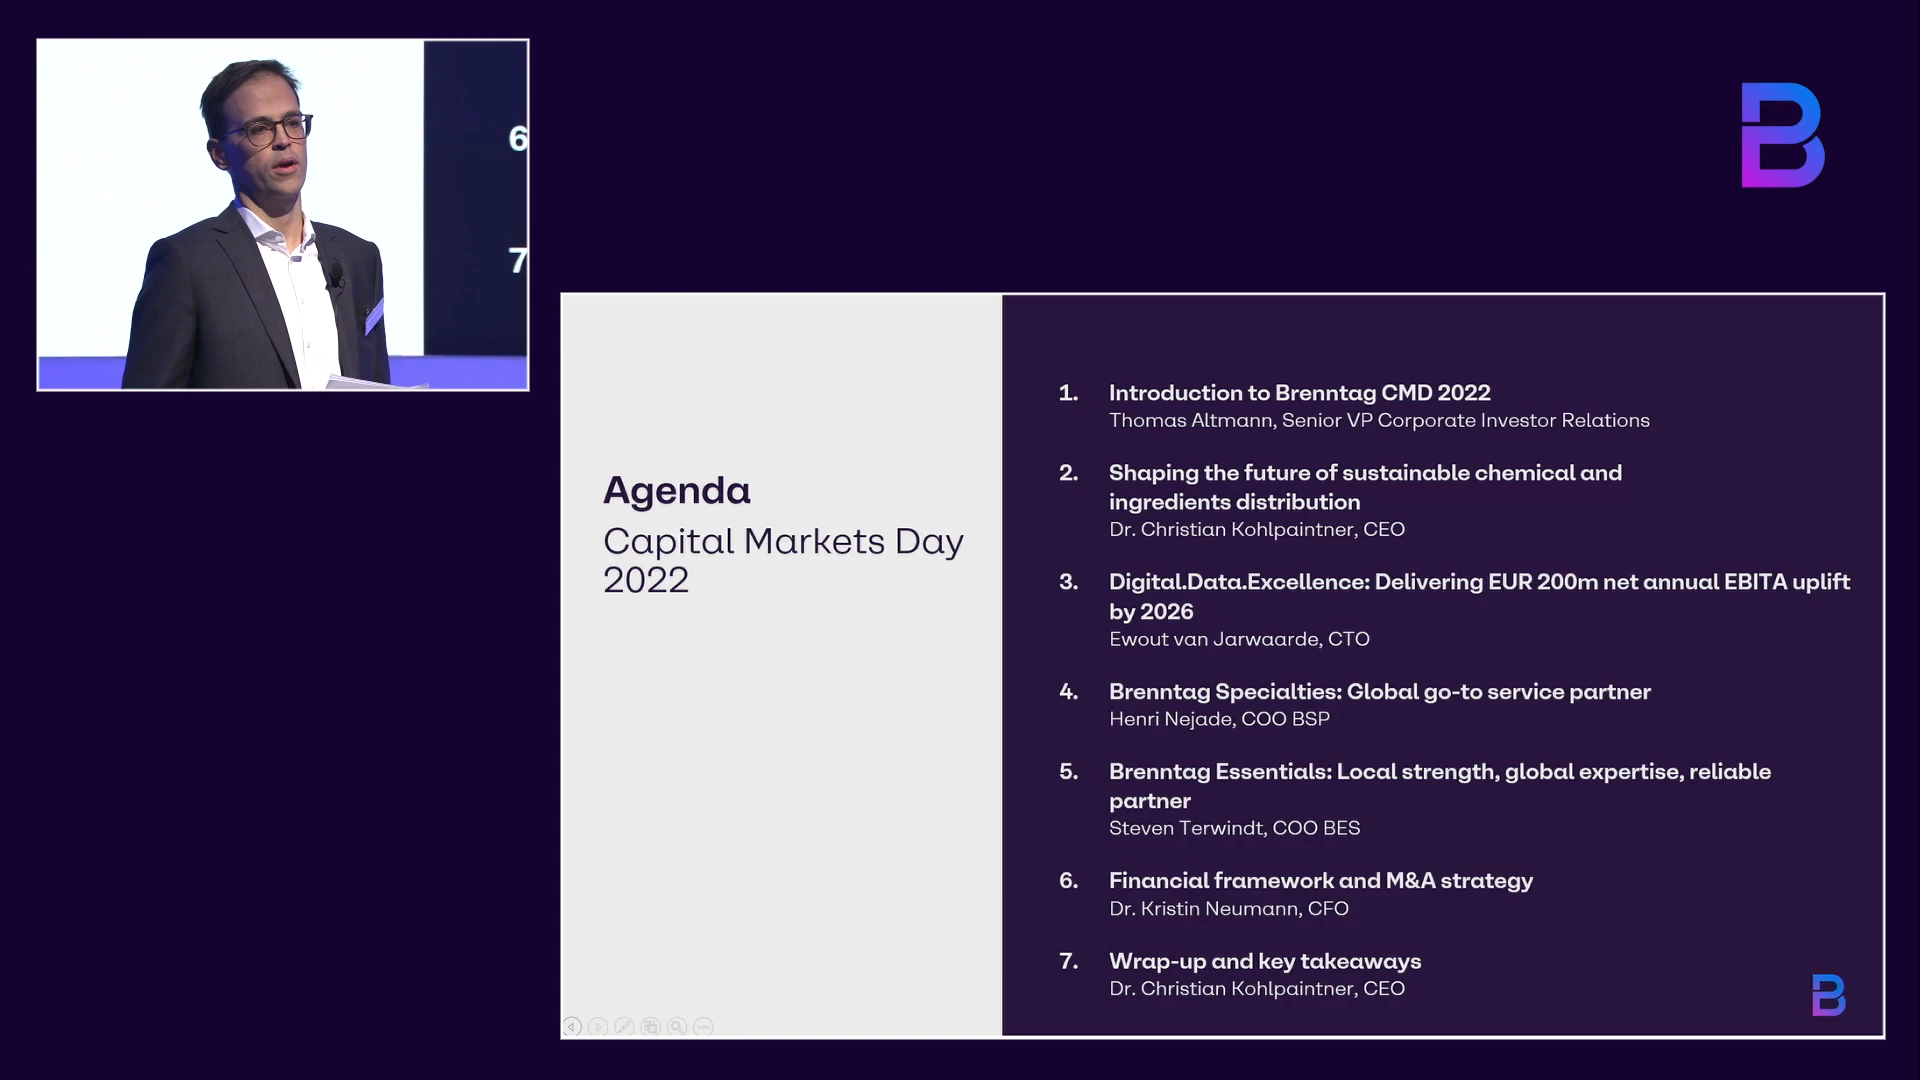 6
7
Agenda
Capital Markets Day
2022
1. Introduction to Brenntag CMD 2022
Thomas Altmann, Senior VP Corporate Investor Relations
2. Shaping the future of sustainable chemical and
ingredients distribution
Dr. Christian Kohlpaintner, CEO
3. Digital.Data.Excellence: Delivering EUR 200m net annual EBITA uplift
by 2026
Ewout van Jarwaarde, CTO
4. Brenntag Specialties: Global go-to service partner
Henri Nejade, COO BSP
5. Brenntag Essentials: Local strength, global expertise, reliable
partner
Steven Terwindt, COO BES
6. Financial framework and M&A strategy
Dr. Kristin Neumann, CFO
7. Wrap-up and key takeaways
Dr. Christian Kohlpaintner, CEO